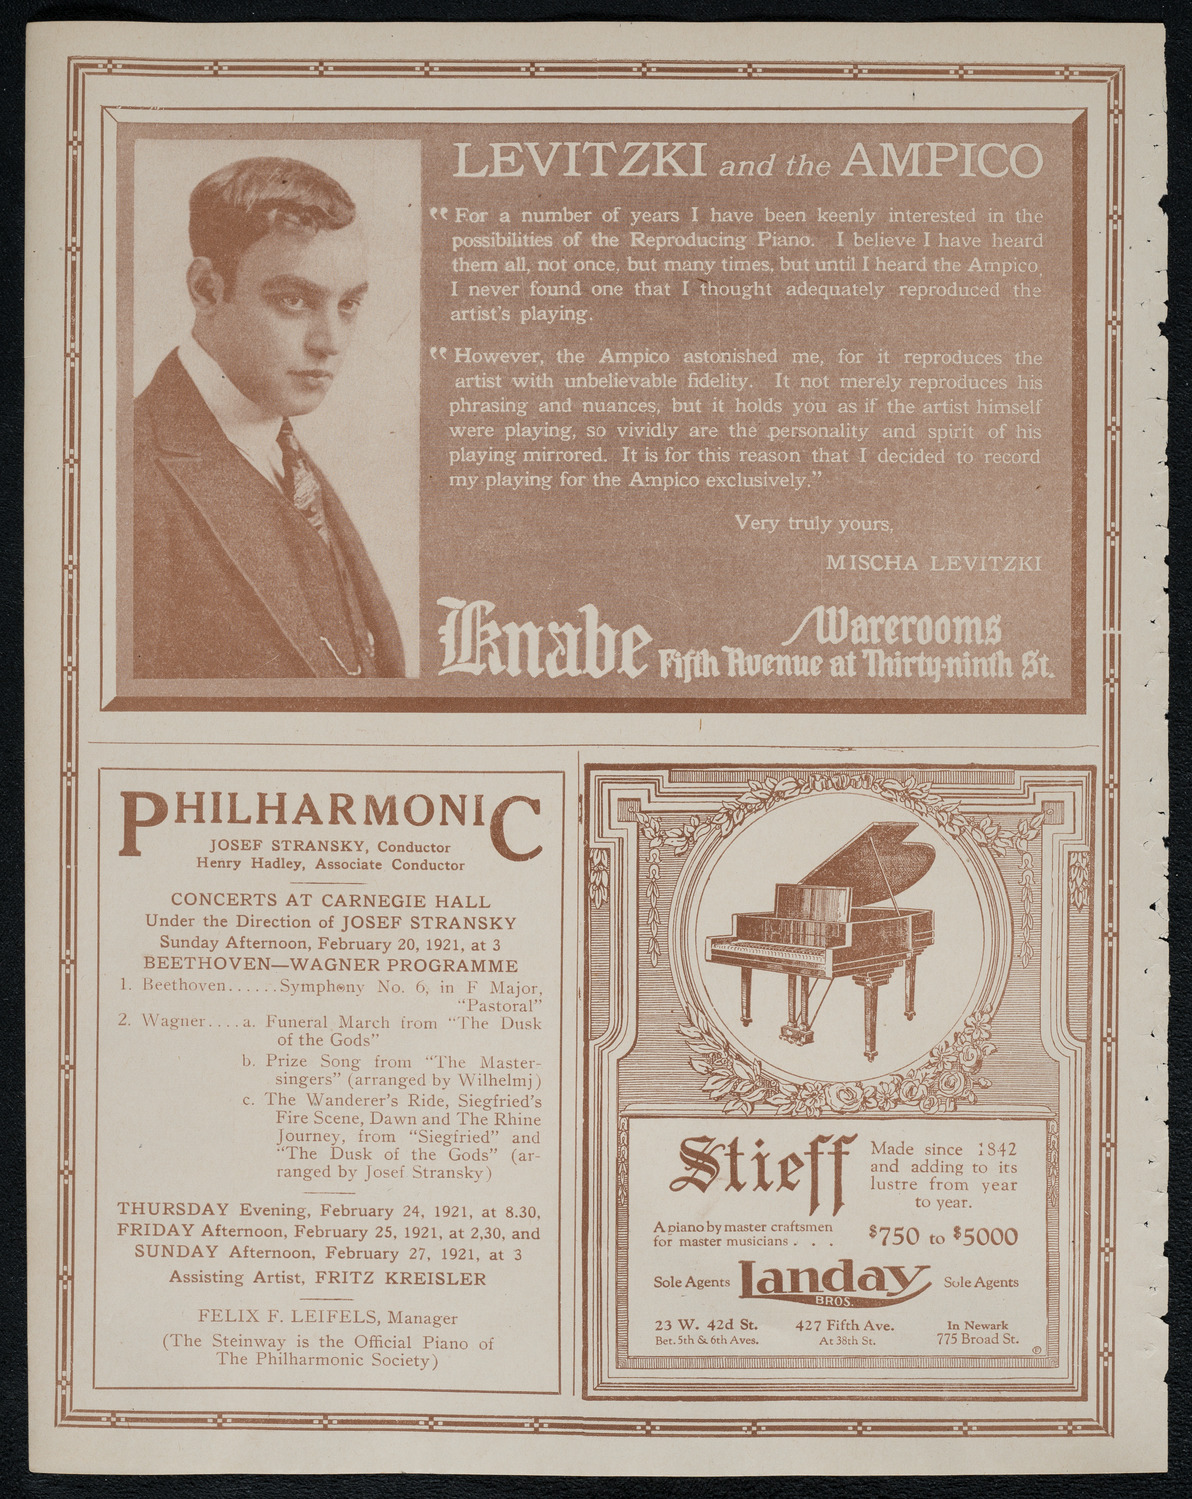 LEVITZKI and the AMPICO
“For a number of years I have been keenly interested in the
possibilities of the Reproducing Piano. I believe I have heard
them all, not once, but many times, but until I heard the Ampico,
I never found one that I thought adequately reproduced the
artist's playing.
“However, the Ampico astonished me, for it reproduces the
artist with unbelievable fidelity. It not merely reproduces his
phrasing and nuances, but it holds you as if the artist himself
were playing, so vividly are the personality and spirit of his
playing mirrored. It is for this reason that I decided to record
my playing for the Ampico exclusively.”
Very truly yours,
MISCHA LEVITZKI
Knabe Warerooms
Fifth Avenue at Thirty-ninth St.
PHILHARMONIC
JOSEF STRANSKY, Conductor
Henry Hadley, Associate Conductor
CONCERTS AT CARNEGIE HALL
Under the Direction of JOSEF STRANSKY
Sunday Afternoon, February 20, 1921, at 3
BEETHOVEN—WAGNER PROGRAMME
1. Beethoven......Symphony No. 6, in F Major,
“Pastoral”
2. Wagner....a. Funeral March from “The Dusk
of the Gods”
b. Prize Song from “The Master-
singers” (arranged by Wilhelmj)
c. The Wanderer's Ride, Siegfried's
Fire Scene, Dawn and The Rhine
Journey, from “Siegfried” and
“The Dusk of the Gods” (ar-
ranged by Josef Stransky)
THURSDAY Evening, February 24, 1921, at 8.30,
FRIDAY Afternoon, February 25, 1921, at 2,30, and
SUNDAY Afternoon, February 27, 1921, at 3
Assisting Artist, FRITZ KREISLER
FELIX F. LEIFELS, Manager
(The Steinway is the Official Piano of
The Philharmonic Society)
Stieff
Made since 1842
and adding to its
lustre from year
to year.
A piano by master craftsmen
for master musicians . . .
$750 to $5000
Sole Agents Landay Sole Agents
BROS.
23 W. 42d St. 427 Fifth Ave. In Newark
Bet. 5th & 6th Aves. At 38th St. 775 Broad St.
℗